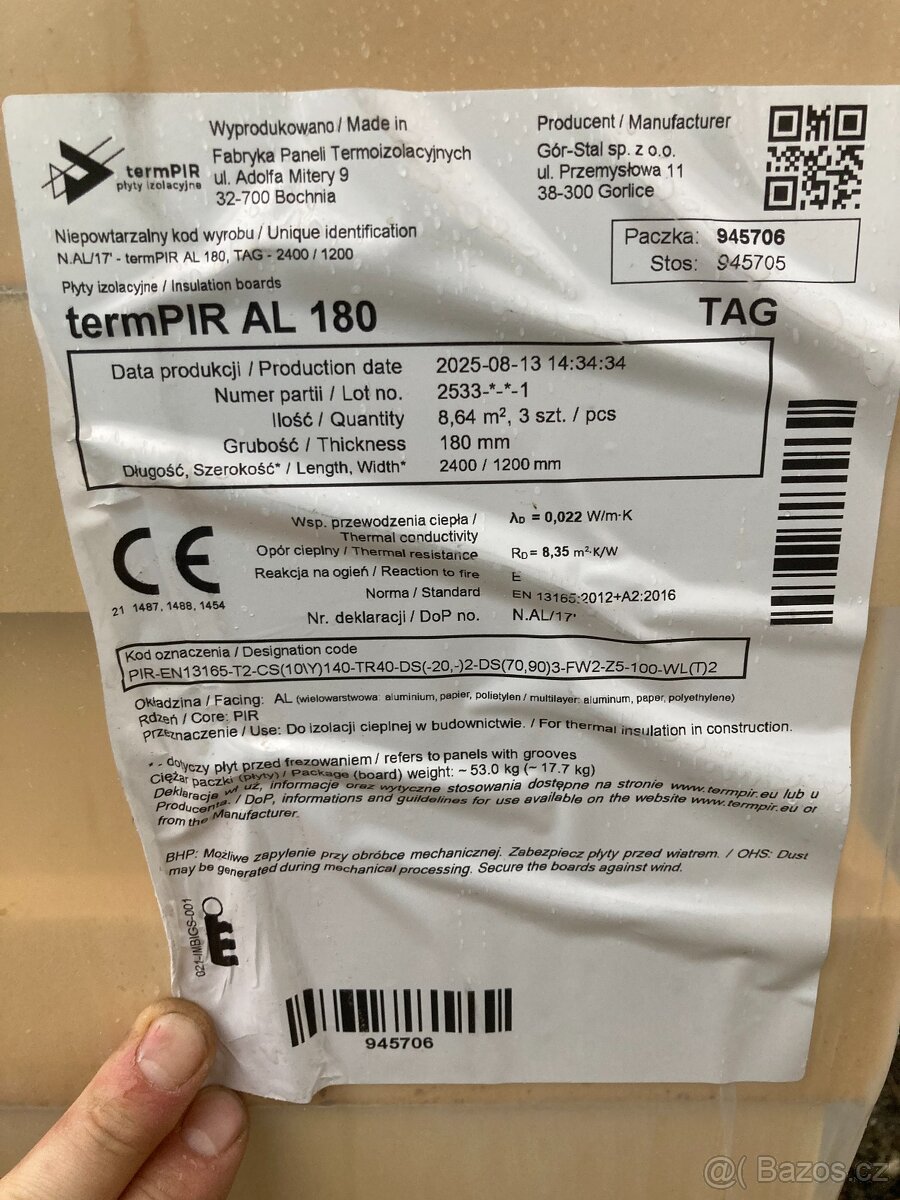 termPIR
płyty izolacyjne
Wyprodukowano / Made in
Fabryka Paneli Termoizolacyjnych
ul. Adolfa Mitery 9
32-700 Bochnia
Producent / Manufacturer
Gór-Stal sp. z o.o.
ul. Przemysłowa 11
38-300 Gorlice
Niepowtarzalny kod wyrobu / Unique identification
N.AL/17' - termPIR AL 180, TAG - 2400 / 1200
Paczka: 945706
Stos: 945705
Płyty izolacyjne / Insulation boards
termPIR AL 180
TAG
Data produkcji / Production date 2025-08-13 14:34:34
Numer partii / Lot no. 2533-*-*-1
Ilość / Quantity 8,64 m², 3 szt. / pcs
Grubość / Thickness 180 mm
Długość, Szerokość* / Length, Width* 2400 / 1200 mm
CE
21 1487, 1488, 1454
Wsp. przewodzenia ciepła /
Thermal conductivity
λD = 0,022 W/m·K
Opór cieplny / Thermal resistance RD = 8,35 m²·K/W
Reakcja na ogień / Reaction to fire E
Norma / Standard EN 13165:2012+A2:2016
Nr. deklaracji / DoP no. N.AL/17'
Kod oznaczenia / Designation code
PIR-EN13165-T2-CS(10\Y)140-TR40-DS(-20,-)2-DS(70,90)3-FW2-Z5-100-WL(T)2
Okładzina / Facing: AL (wielowarstwowa: aluminium, papier, polietylen / multilayer: aluminum, paper, polyethylene)
Rdzeń / Core: PIR
Przeznaczenie / Use: Do izolacji cieplnej w budownictwie. / For thermal insulation in construction.
* - dotyczy płyt przed frezowaniem / refers to panels with grooves
Ciężar paczki (płyty) / Package (board) weight: ~ 53.0 kg (~ 17.7 kg)
Deklaracje WŁ UŻ, informacje oraz wytyczne stosowania dostępne na stronie www.termpir.eu lub u
Producenta. / DoP, informations and guidelines for use available on the website www.termpir.eu or
from the Manufacturer.
BHP: Możliwe zapylenie przy obróbce mechanicznej. Zabezpiecz płyty przed wiatrem. / OHS: Dust
may be generated during mechanical processing. Secure the boards against wind.
021-IMBIGS-001
945706
@( Bazos.cz